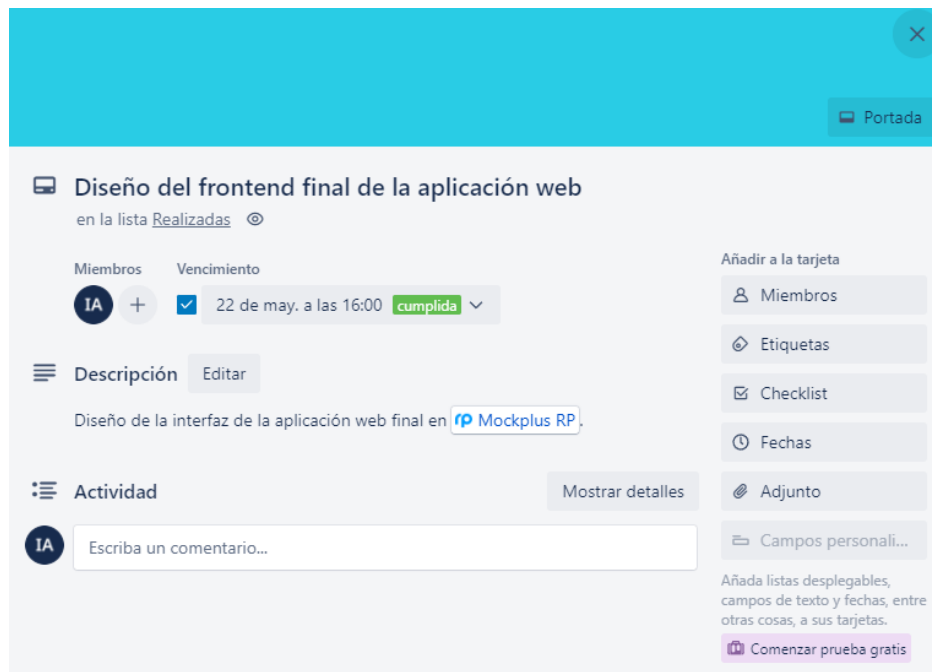 Portada
Diseño del frontend final de la aplicación web
en la lista Realizadas
Miembros
Vencimiento
IA
22 de may. a las 16:00 cumplida
Descripción
Editar
Diseño de la interfaz de la aplicación web final en Mockplus RP.
Actividad
Mostrar detalles
IA
Escriba un comentario...
Añadir a la tarjeta
Miembros
Etiquetas
Checklist
Fechas
Adjunto
Campos personali...
Añada listas desplegables,
campos de texto y fechas, entre
otras cosas, a sus tarjetas.
Comenzar prueba gratis